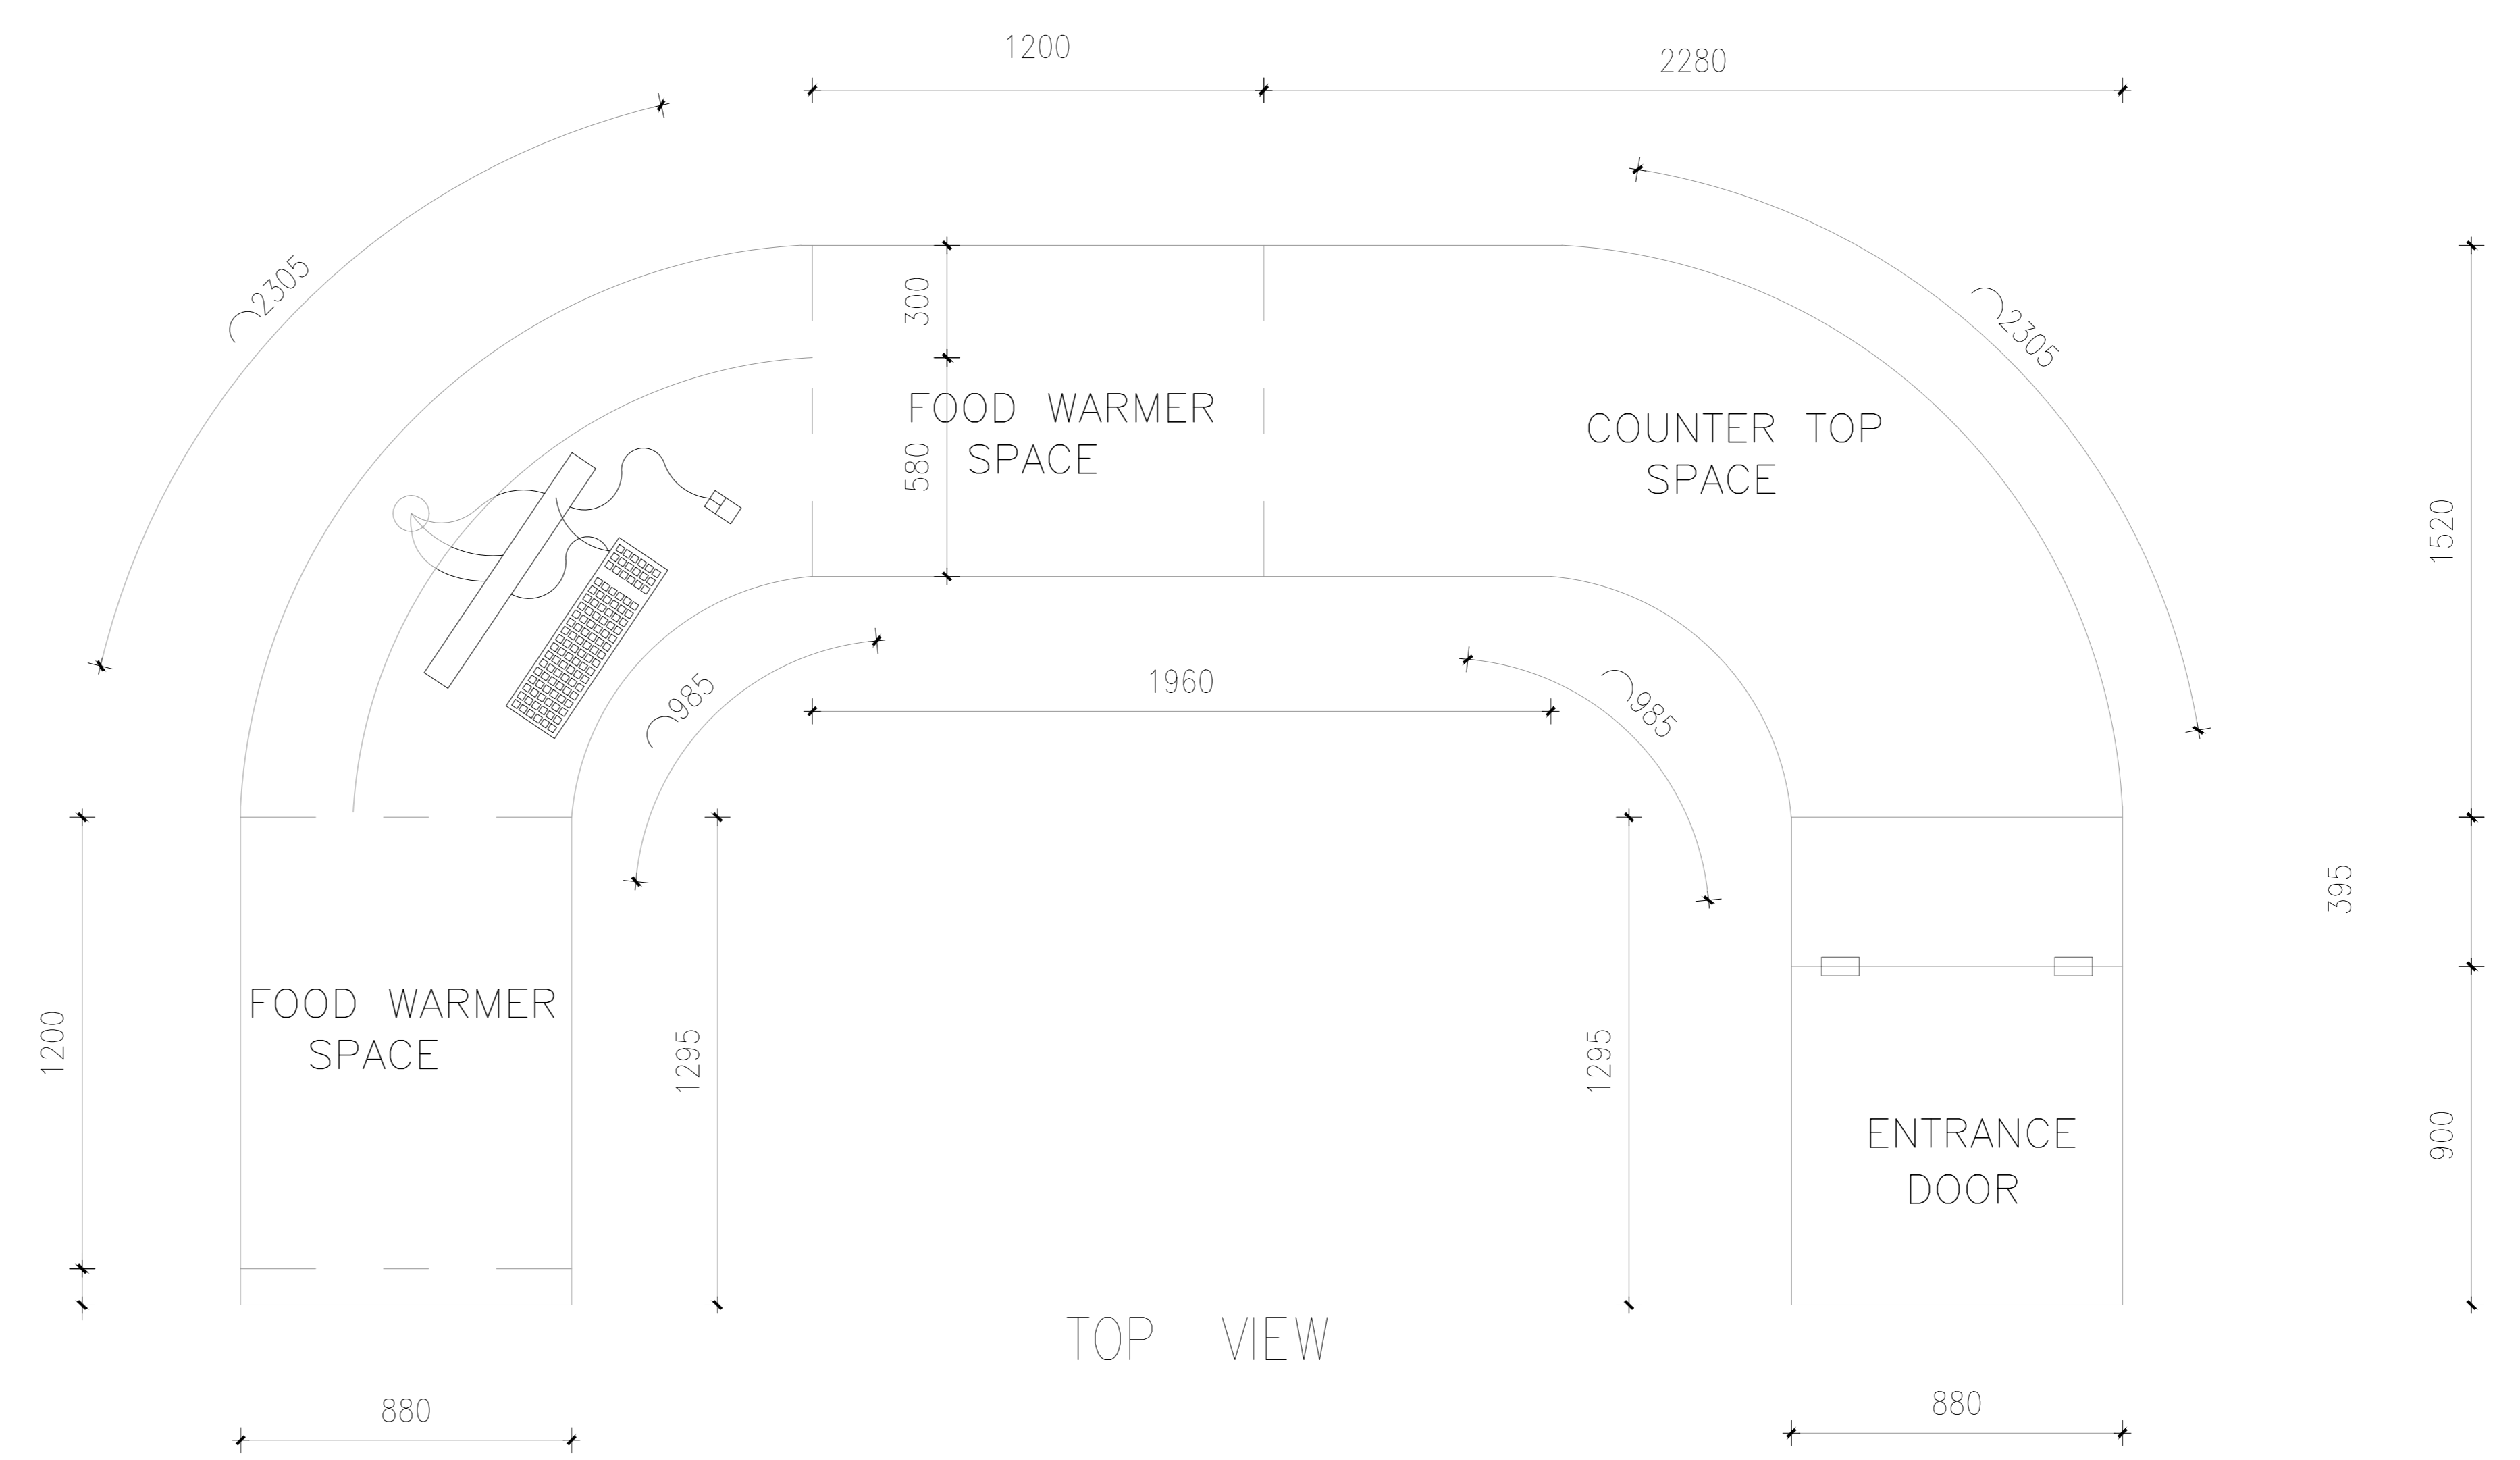 1200
2280
2305
2305
300
FOOD WARMER
SPACE
580
COUNTER TOP
SPACE
1520
985
1960
985
395
FOOD WARMER
SPACE
1200
1295
1295
ENTRANCE
DOOR
900
TOP VIEW
880
880